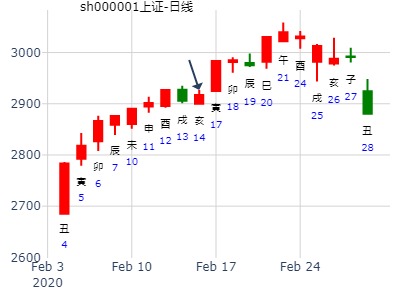 sh000001上证-日线
3000
2900
2800
2700
2600
丑
4
寅
5
卯
6
辰
7
未
10
申
11
酉
12
戌
13
亥
14
寅
17
卯
18
辰
19
巳
20
午
21
酉
24
戌
25
亥
26
子
27
丑
28
Feb 3
2020
Feb 10
Feb 17
Feb 24